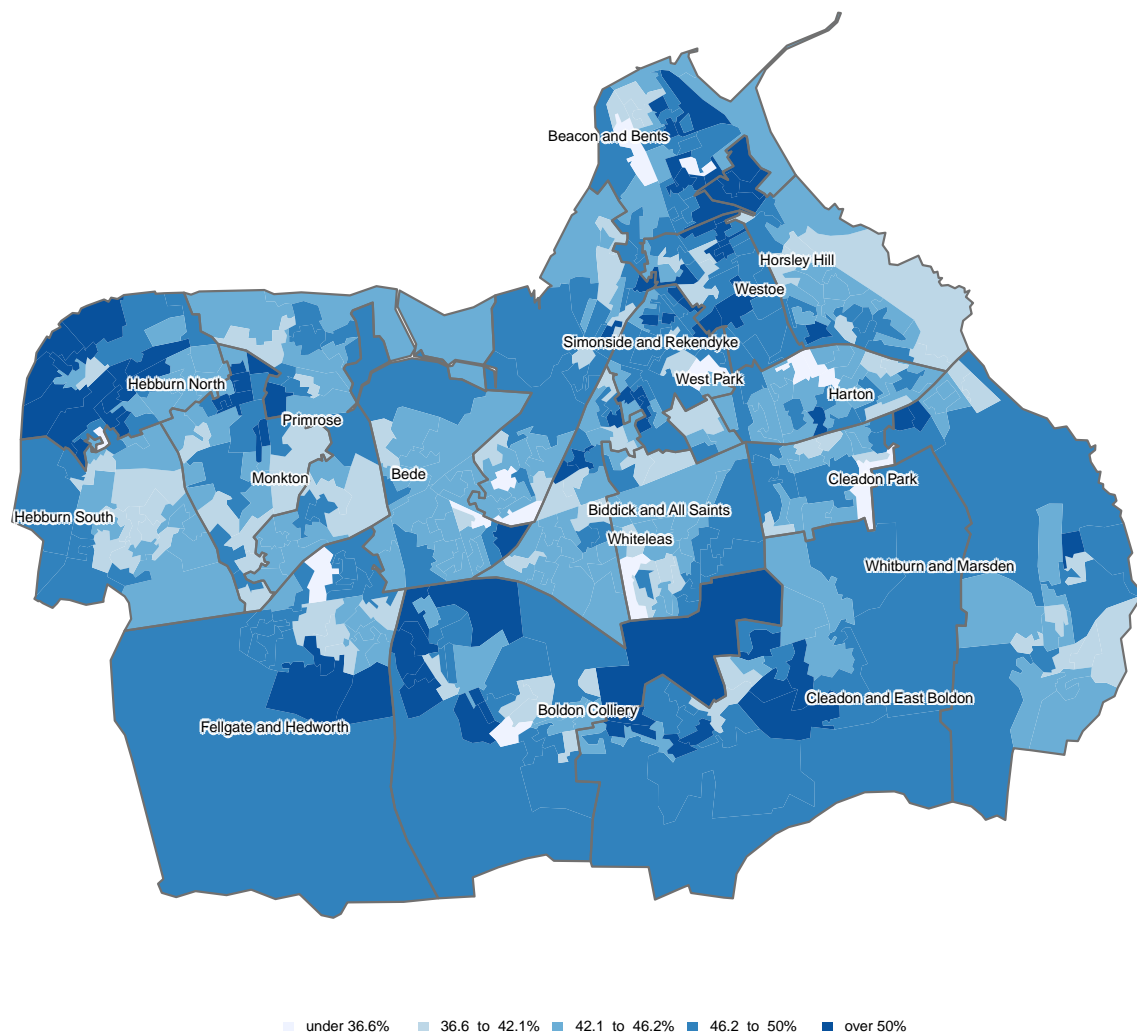 Beacon and Bents
Horsley Hill
Westoe
Simonside and Rekendyke
West Park
Hebburn North
Harton
Primrose
Monkton
Bede
Cleadon Park
Biddick and All Saints
Hebburn South
Whiteleas
Whitburn and Marsden
Cleadon and East Boldon
Boldon Colliery
Fellgate and Hedworth
under 36.6% 36.6 to 42.1% 42.1 to 46.2% 46.2 to 50% over 50%